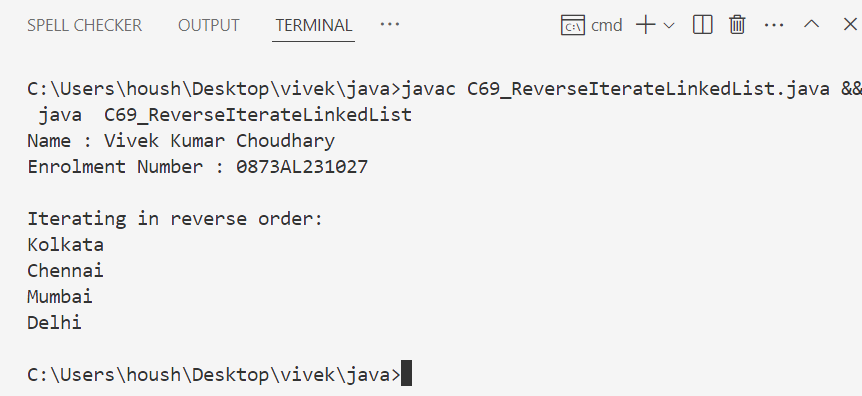 SPELL CHECKER OUTPUT TERMINAL ... cmd
C:\Users\housh\Desktop\vivek\java>javac C69_ReverseIterateLinkedList.java &&
 java  C69_ReverseIterateLinkedList
Name : Vivek Kumar Choudhary
Enrolment Number : 0873AL231027
Iterating in reverse order:
Kolkata
Chennai
Mumbai
Delhi
C:\Users\housh\Desktop\vivek\java>